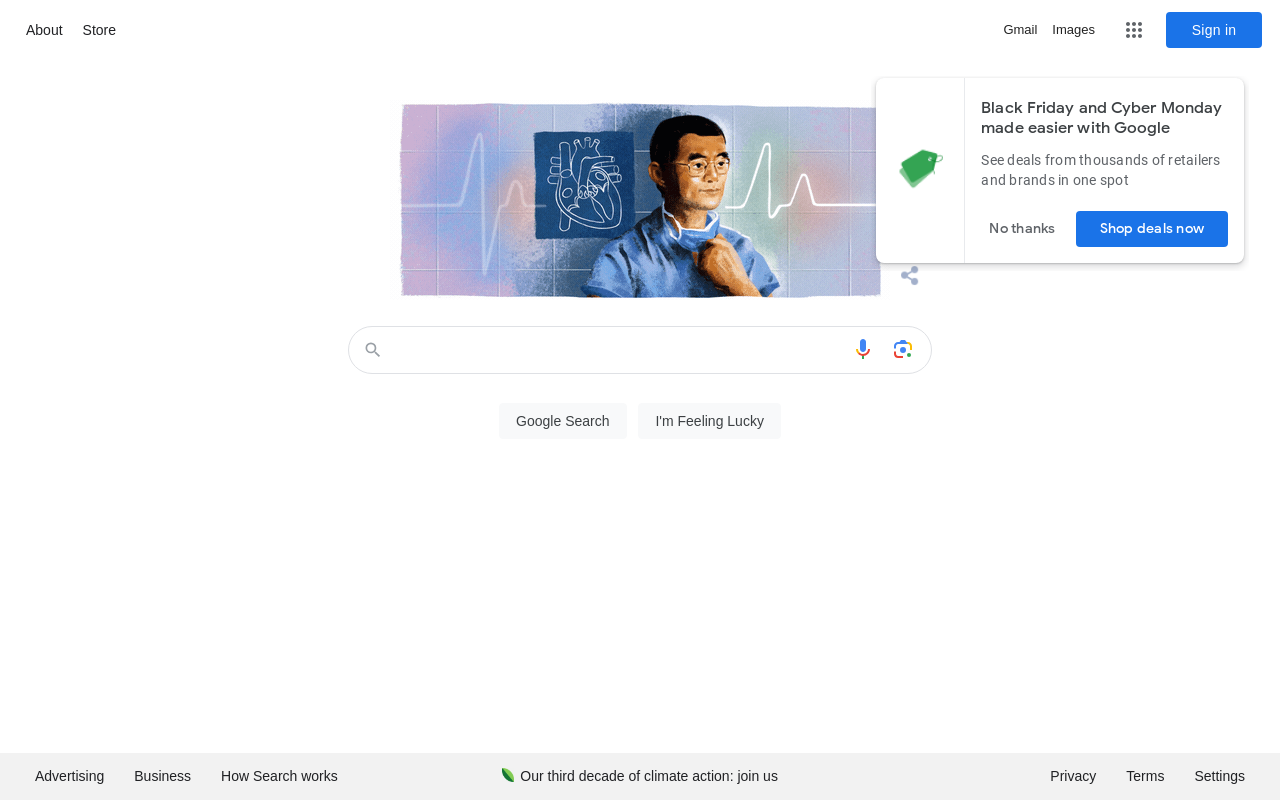 About Store
Gmail Images
Sign in
Black Friday and Cyber Monday
made easier with Google
See deals from thousands of retailers
and brands in one spot
No thanks
Shop deals now
Google Search
I'm Feeling Lucky
Advertising Business How Search works
Our third decade of climate action: join us
Privacy Terms Settings